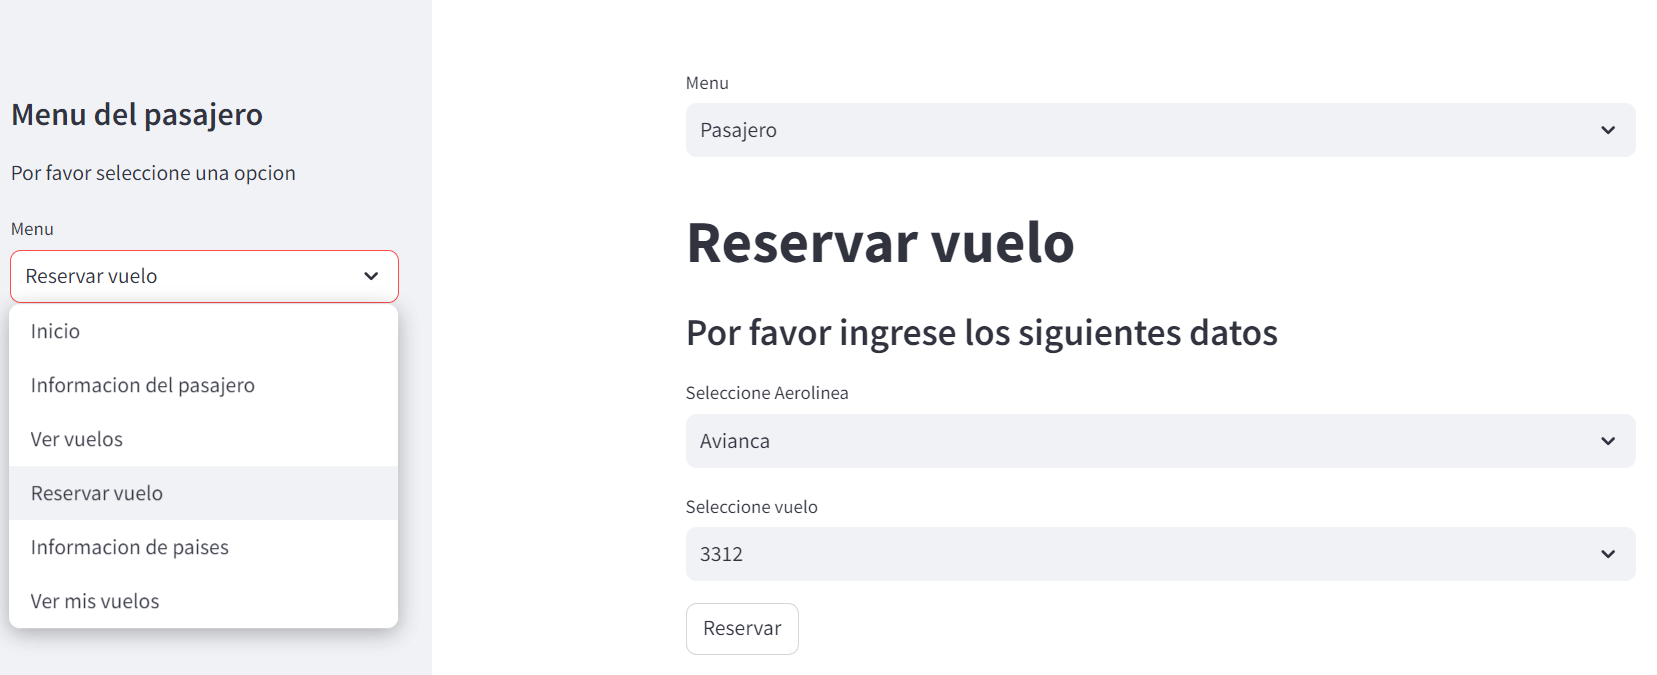 Menu del pasajero
Por favor seleccione una opcion
Menu
Reservar vuelo
Inicio
Informacion del pasajero
Ver vuelos
Reservar vuelo
Informacion de paises
Ver mis vuelos
Menu
Pasajero
Reservar vuelo
Por favor ingrese los siguientes datos
Seleccione Aerolinea
Avianca
Seleccione vuelo
3312
Reservar